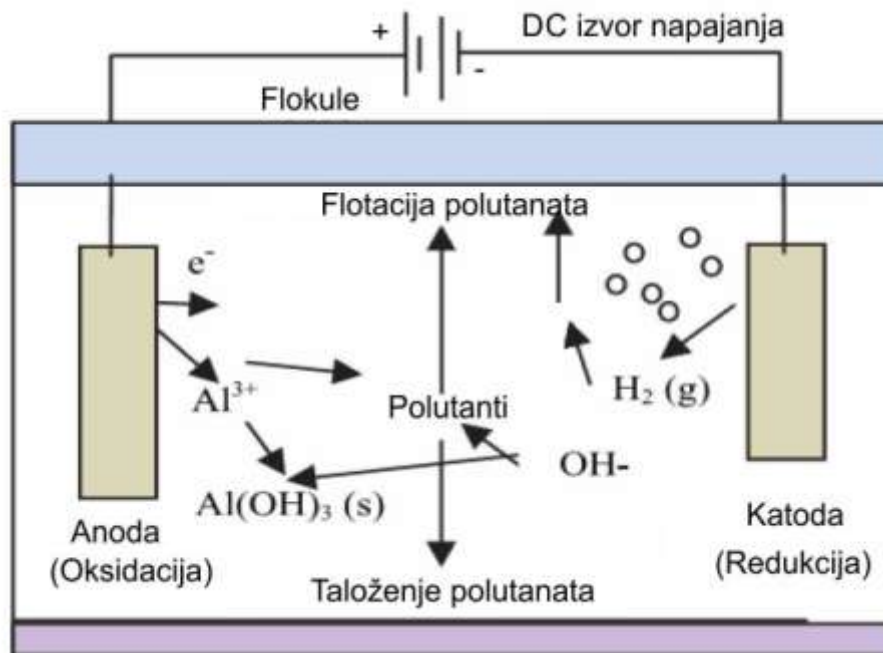 +
-
DC izvor napajanja
Flokule
Flotacija polutanata
e⁻
Al³⁺
Polutanti
H₂ (g)
OH-
Al(OH)₃ (s)
Anoda
(Oksidacija)
Katoda
(Redukcija)
Taloženje polutanata